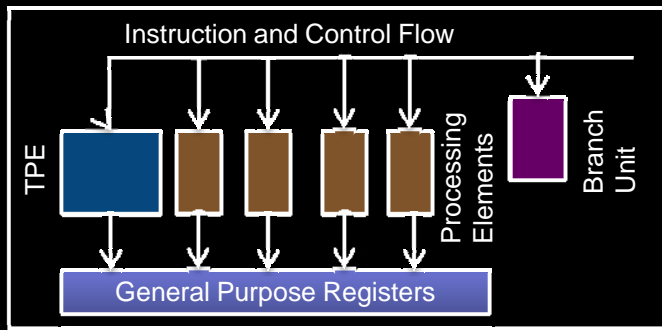 Instruction and Control Flow
TPE
Processing
Elements
Branch
Unit
General Purpose Registers